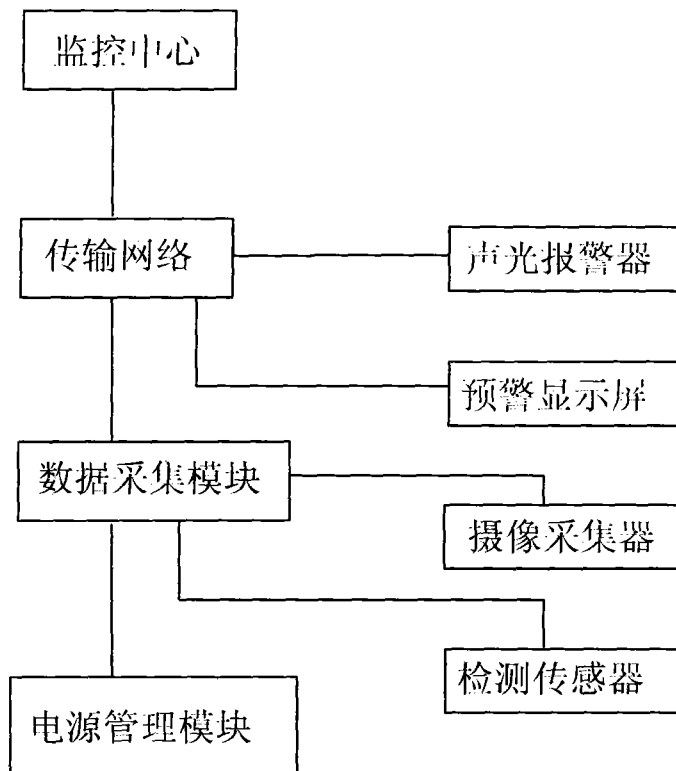 监控中心
传输网络
声光报警器
预警显示屏
数据采集模块
摄像采集器
检测传感器
电源管理模块